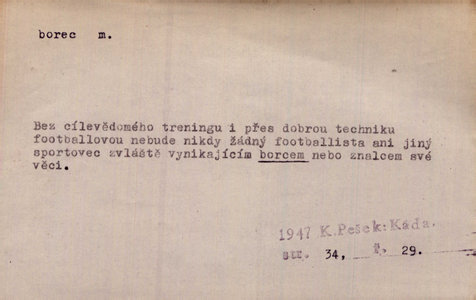 borec m.
Bez cílevědomého treningu i přes dobrou techniku
footballovou nebude nikdy žádný footballista ani jiný
sportovec zvláště vynikajícím borcem nebo znalcem své
věci.
1947 K.Pešek:Káďa.
str. 34, ř. 29.